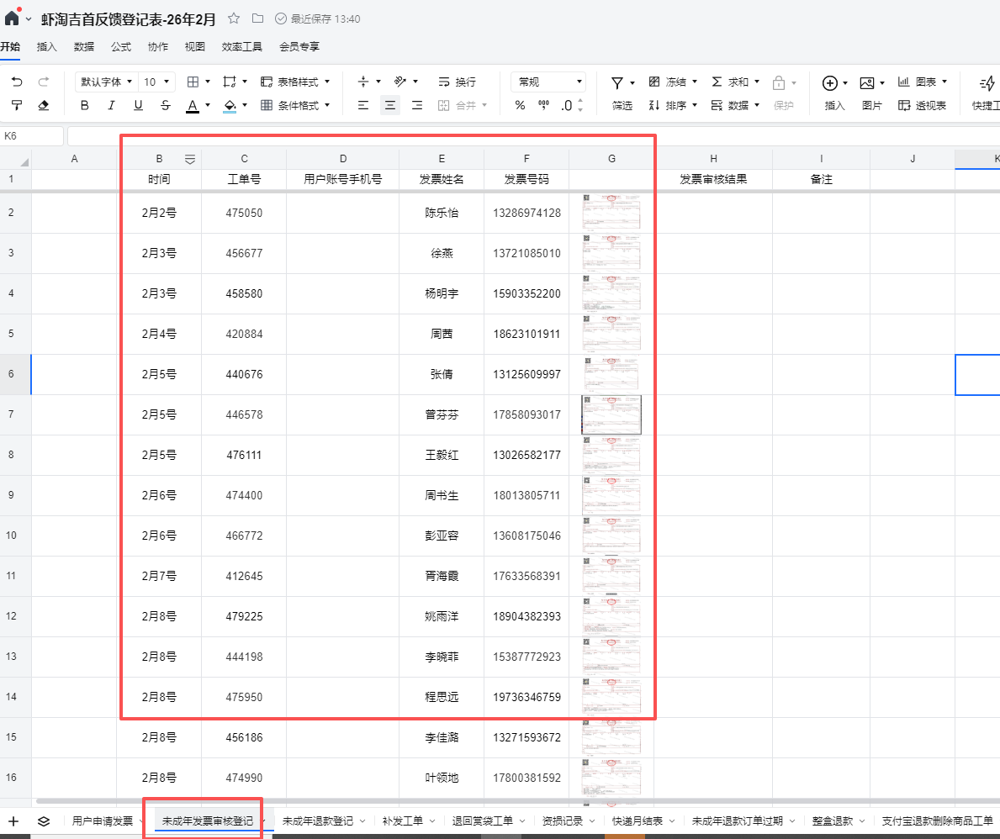 虾淘吉首反馈登记表-26年2月 最近保存 13:40
开始 插入 数据 公式 协作 视图 效率工具 会员专享
默认字体 10 表格样式 换行 常规 冻结 求和 图表
B I U S A 条件格式 合并 % .0 筛选 排序 数据 保护 插入 图片 透视表 快捷工
K6
A B C D E F G H I J K
1 时间 工单号 用户账号手机号 发票姓名 发票号码 发票审核结果 备注
2 2月2号 475050 陈乐怡 13286974128
3 2月3号 456677 徐燕 13721085010
4 2月3号 458580 杨明宇 15903352200
5 2月4号 420884 周茜 18623101911
6 2月5号 440676 张倩 13125609997
7 2月5号 446578 曾芬芬 17858093017
8 2月5号 476111 王毅红 13026582177
9 2月6号 474400 周书生 18013805711
10 2月6号 466772 彭亚容 13608175046
11 2月7号 412645 胥海霞 17633568391
12 2月8号 479225 姚雨洋 18904382393
13 2月8号 444198 李晓菲 15387772923
14 2月8号 475950 程思远 19736346759
15 2月8号 456186 李佳潞 13271593672
16 2月8号 474990 叶领地 17800381592
用户申请发票 未成年发票审核登记 未成年退款登记 补发工单 退回赏袋工单 资损记录 快递月结表 未成年退款订单过期 整盒退款 支付宝退款删除商品工单